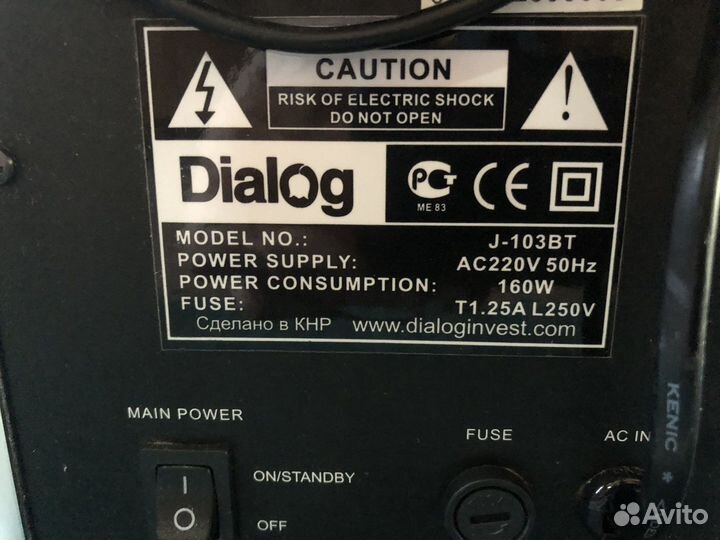 CAUTION
RISK OF ELECTRIC SHOCK
DO NOT OPEN
Dialog
РСТ CE
ME 83
MODEL NO.: J-103BT
POWER SUPPLY: AC220V 50Hz
POWER CONSUMPTION: 160W
FUSE: T1.25A L250V
Сделано в КНР www.dialoginvest.com
MAIN POWER
FUSE
AC IN
KENIC
ON/STANDBY
OFF
Avito